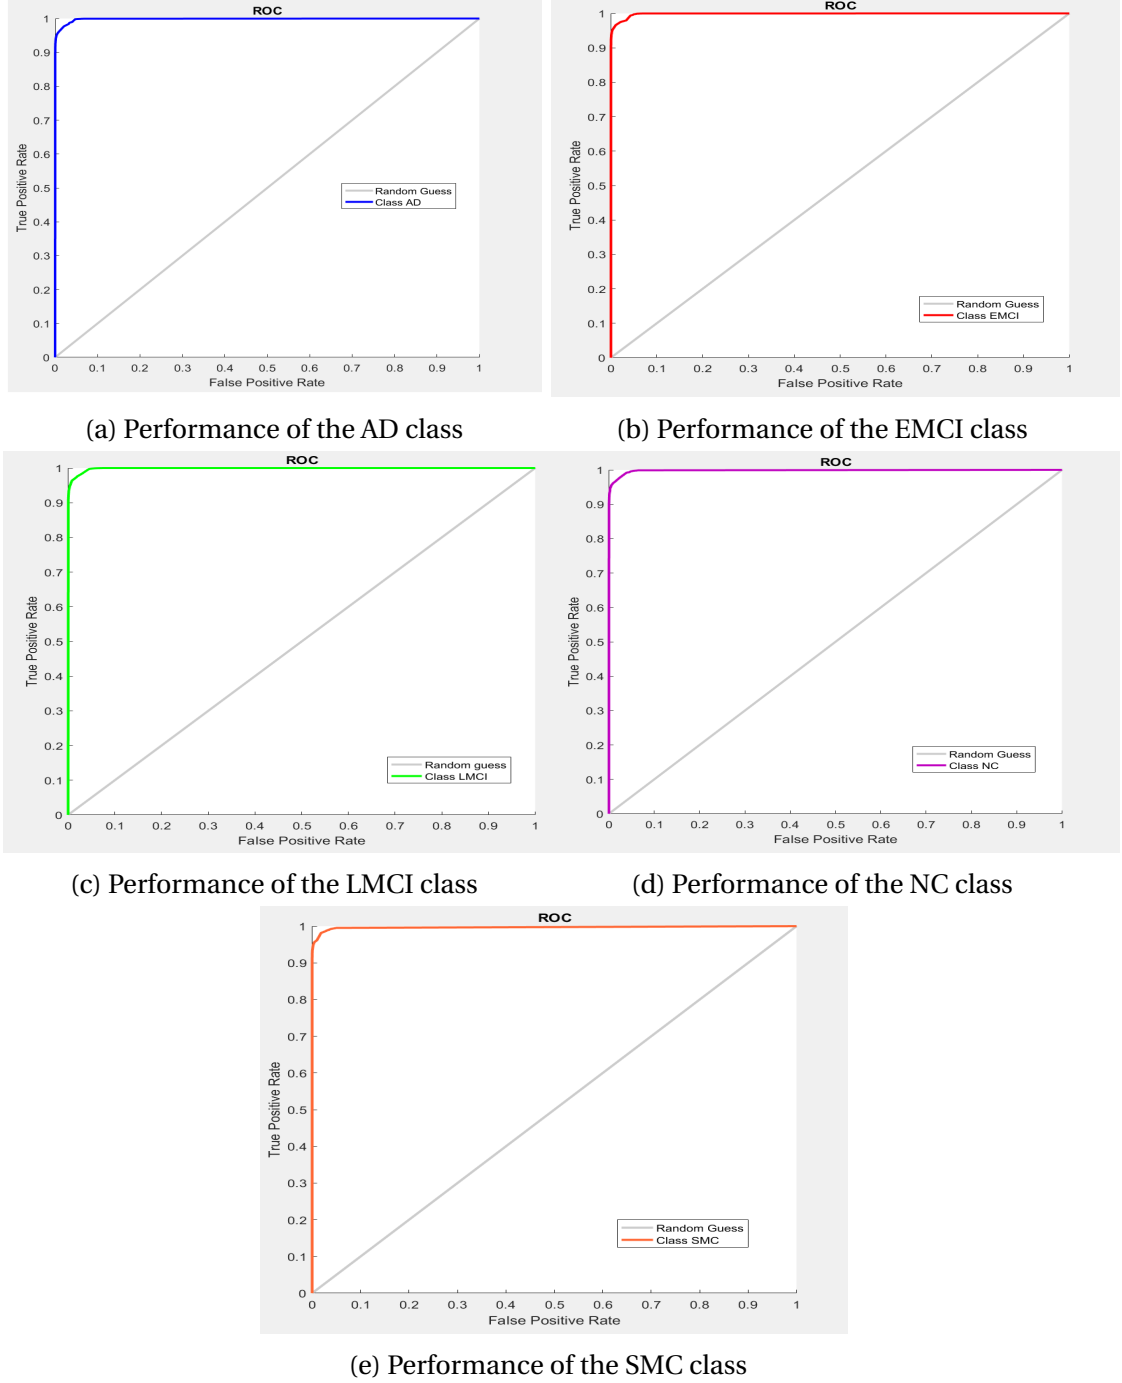 ROC
1
0.9
0.8
0.7
0.6
0.5
0.4
0.3
0.2
0.1
0
True Positive Rate
Random Guess
Class AD
0 0.1 0.2 0.3 0.4 0.5 0.6 0.7 0.8 0.9 1
False Positive Rate
(a) Performance of the AD class
ROC
1
0.9
0.8
0.7
0.6
0.5
0.4
0.3
0.2
0.1
0
True Positive Rate
Random Guess
Class EMCI
0 0.1 0.2 0.3 0.4 0.5 0.6 0.7 0.8 0.9 1
False Positive Rate
(b) Performance of the EMCI class
ROC
1
0.9
0.8
0.7
0.6
0.5
0.4
0.3
0.2
0.1
0
True Positive Rate
Random guess
Class LMCI
0 0.1 0.2 0.3 0.4 0.5 0.6 0.7 0.8 0.9 1
False Positive Rate
(c) Performance of the LMCI class
ROC
1
0.9
0.8
0.7
0.6
0.5
0.4
0.3
0.2
0.1
0
True Positive Rate
Random Guess
Class NC
0 0.1 0.2 0.3 0.4 0.5 0.6 0.7 0.8 0.9 1
False Positive Rate
(d) Performance of the NC class
ROC
1
0.9
0.8
0.7
0.6
0.5
0.4
0.3
0.2
0.1
0
True Positive Rate
Random Guess
Class SMC
0 0.1 0.2 0.3 0.4 0.5 0.6 0.7 0.8 0.9 1
False Positive Rate
(e) Performance of the SMC class